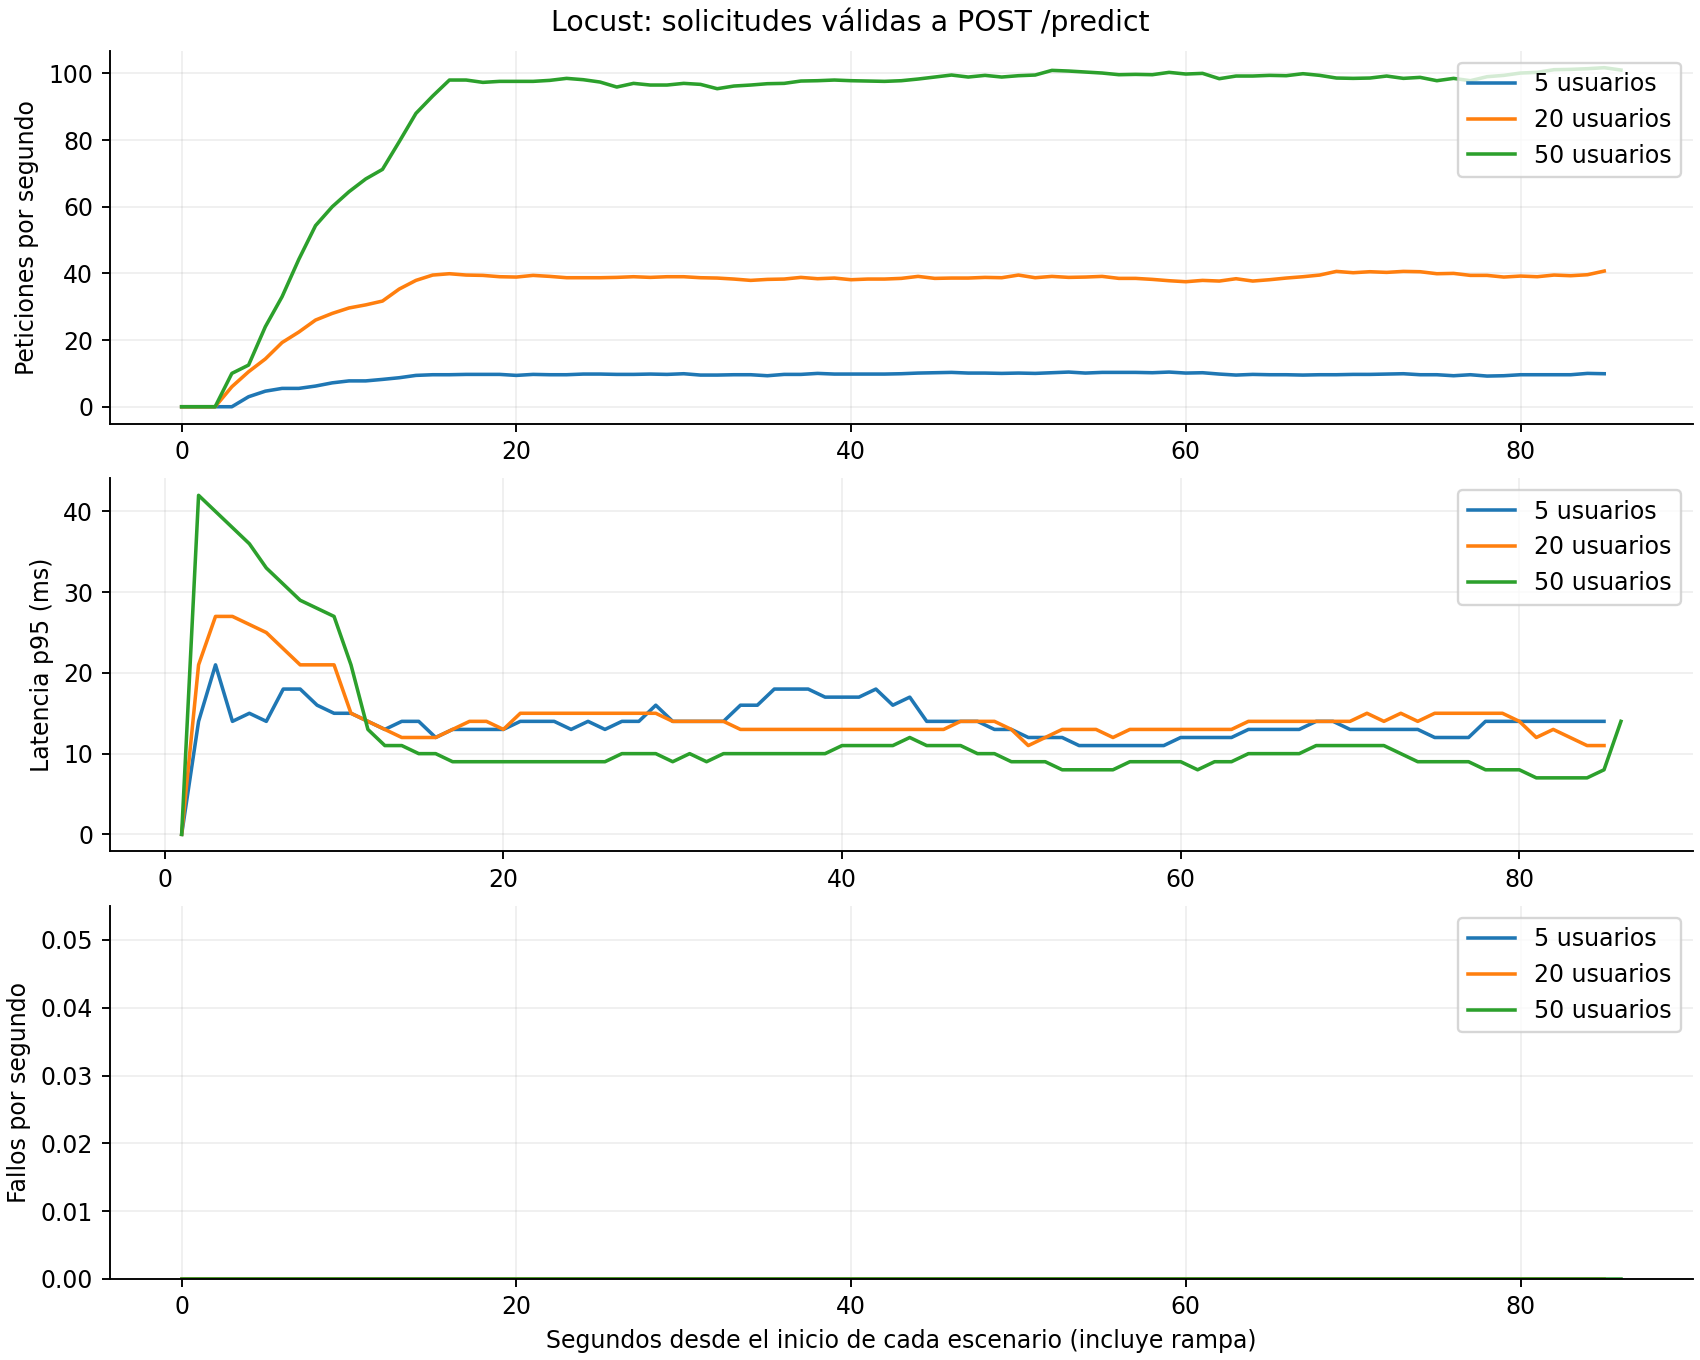 Locust: solicitudes válidas a POST /predict
Peticiones por segundo
100
80
60
40
20
0
5 usuarios
20 usuarios
50 usuarios
0 20 40 60 80
Latencia p95 (ms)
40
30
20
10
0
5 usuarios
20 usuarios
50 usuarios
0 20 40 60 80
Fallos por segundo
0.05
0.04
0.03
0.02
0.01
0.00
5 usuarios
20 usuarios
50 usuarios
0 20 40 60 80
Segundos desde el inicio de cada escenario (incluye rampa)